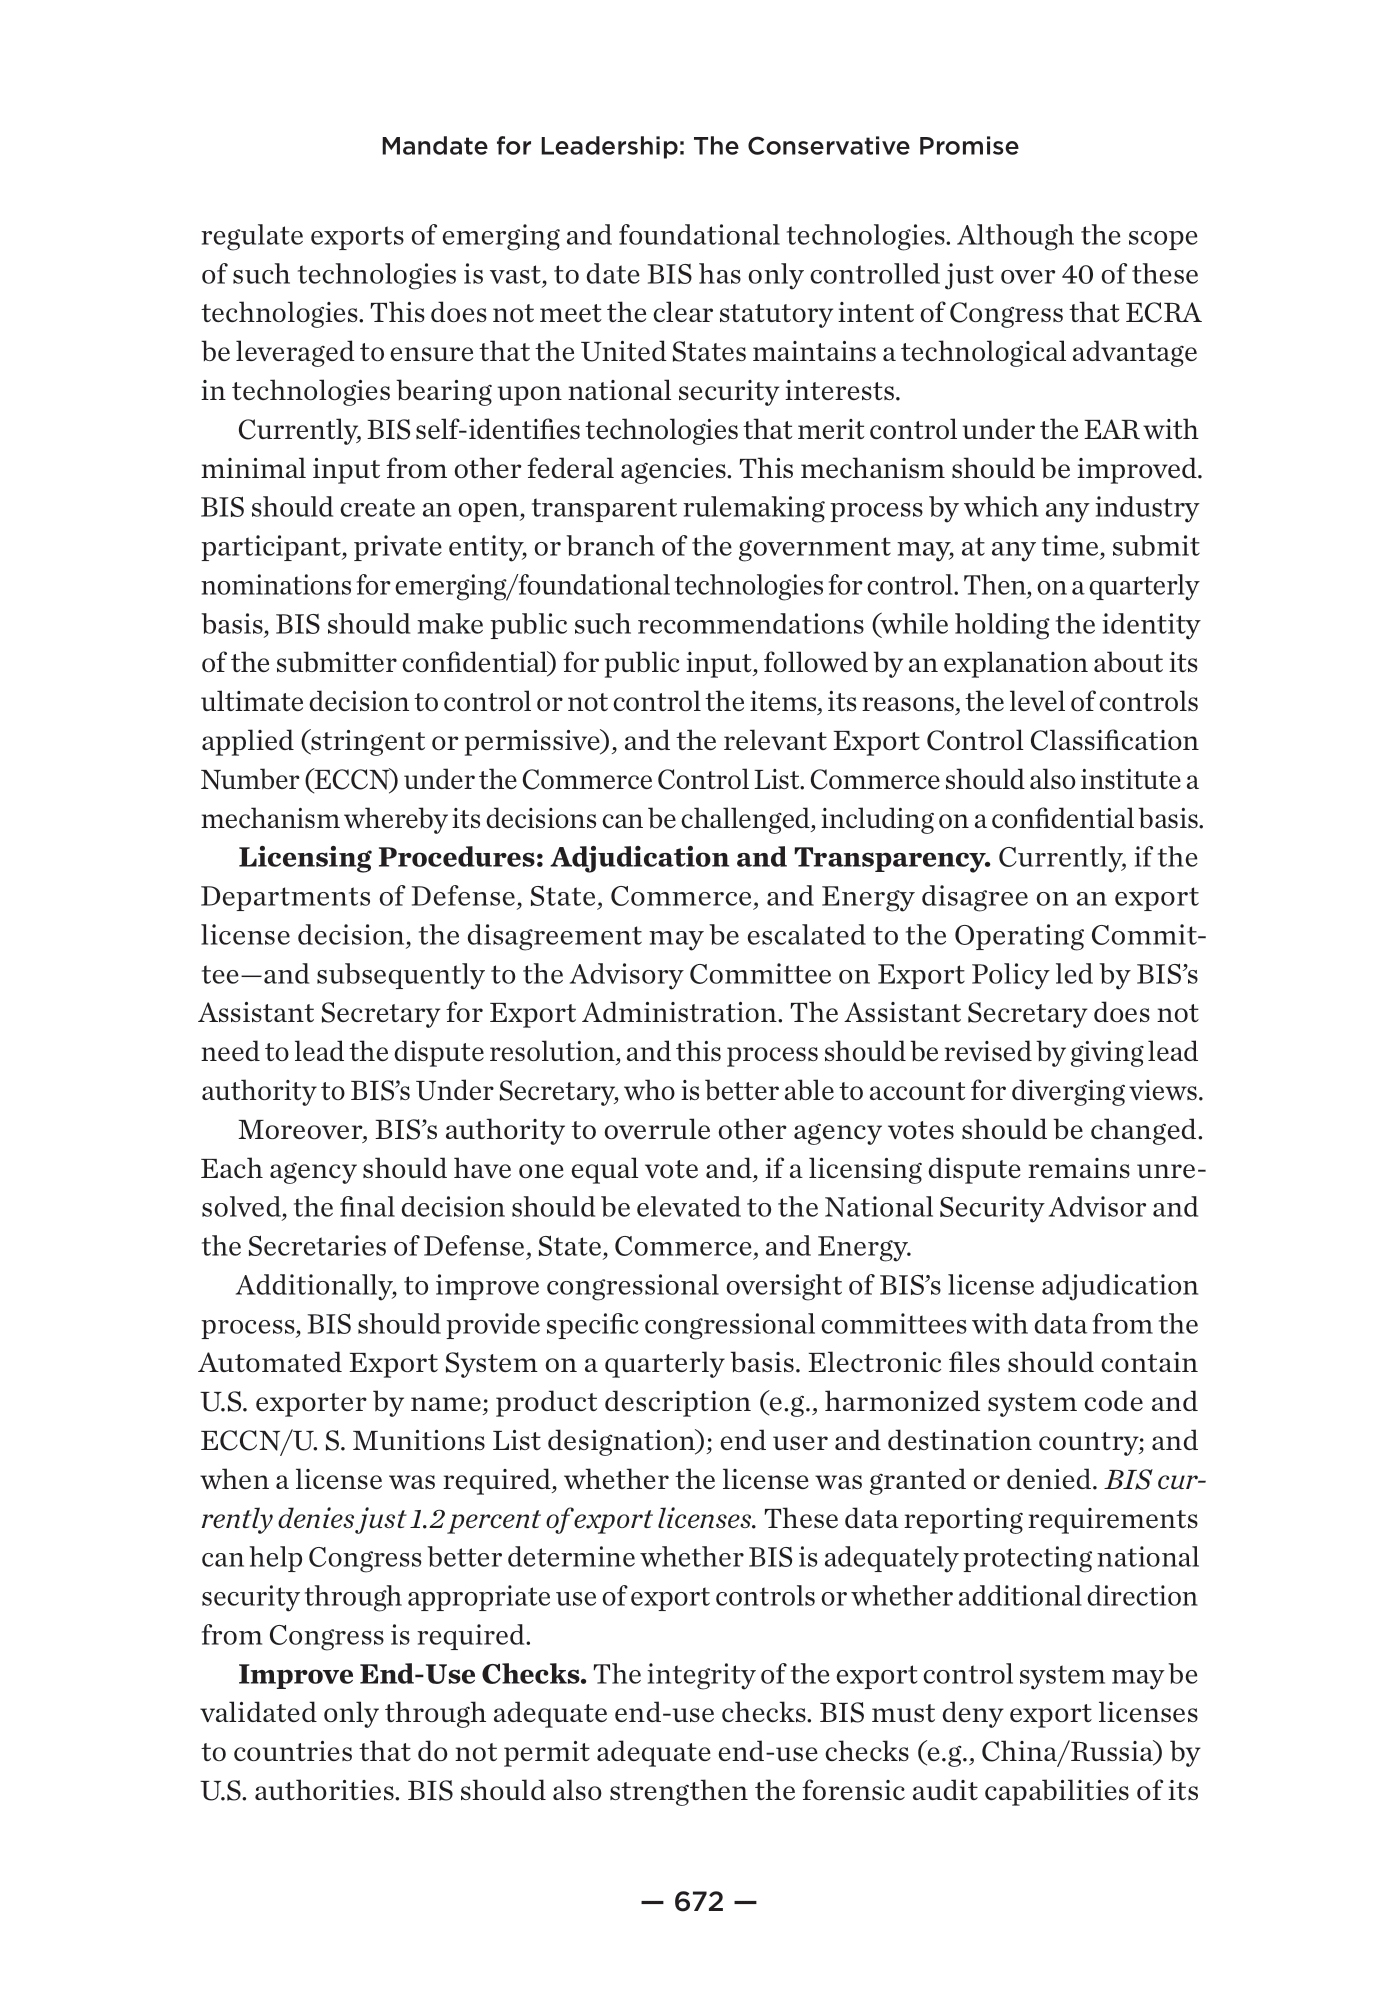 Mandate for Leadership: The Conservative Promise
regulate exports of emerging and foundational technologies. Although the scope
of such technologies is vast, to date BIS has only controlled just over 40 of these
technologies. This does not meet the clear statutory intent of Congress that ECRA
be leveraged to ensure that the United States maintains a technological advantage
in technologies bearing upon national security interests.
Currently, BIS self-identifies technologies that merit control under the EAR with
minimal input from other federal agencies. This mechanism should be improved.
BIS should create an open, transparent rulemaking process by which any industry
participant, private entity, or branch of the government may, at any time, submit
nominations for emerging/foundational technologies for control. Then, on a quarterly
basis, BIS should make public such recommendations (while holding the identity
of the submitter confidential) for public input, followed by an explanation about its
ultimate decision to control or not control the items, its reasons, the level of controls
applied (stringent or permissive), and the relevant Export Control Classification
Number (ECCN) under the Commerce Control List. Commerce should also institute a
mechanism whereby its decisions can be challenged, including on a confidential basis.
Licensing Procedures: Adjudication and Transparency. Currently, if the
Departments of Defense, State, Commerce, and Energy disagree on an export
license decision, the disagreement may be escalated to the Operating Commit-
tee—and subsequently to the Advisory Committee on Export Policy led by BIS’s
Assistant Secretary for Export Administration. The Assistant Secretary does not
need to lead the dispute resolution, and this process should be revised by giving lead
authority to BIS’s Under Secretary, who is better able to account for diverging views.
Moreover, BIS’s authority to overrule other agency votes should be changed.
Each agency should have one equal vote and, if a licensing dispute remains unre-
solved, the final decision should be elevated to the National Security Advisor and
the Secretaries of Defense, State, Commerce, and Energy.
Additionally, to improve congressional oversight of BIS’s license adjudication
process, BIS should provide specific congressional committees with data from the
Automated Export System on a quarterly basis. Electronic files should contain
U.S. exporter by name; product description (e.g., harmonized system code and
ECCN/U. S. Munitions List designation); end user and destination country; and
when a license was required, whether the license was granted or denied. BIS cur-
rently denies just 1.2 percent of export licenses. These data reporting requirements
can help Congress better determine whether BIS is adequately protecting national
security through appropriate use of export controls or whether additional direction
from Congress is required.
Improve End-Use Checks. The integrity of the export control system may be
validated only through adequate end-use checks. BIS must deny export licenses
to countries that do not permit adequate end-use checks (e.g., China/Russia) by
U.S. authorities. BIS should also strengthen the forensic audit capabilities of its
— 672 —